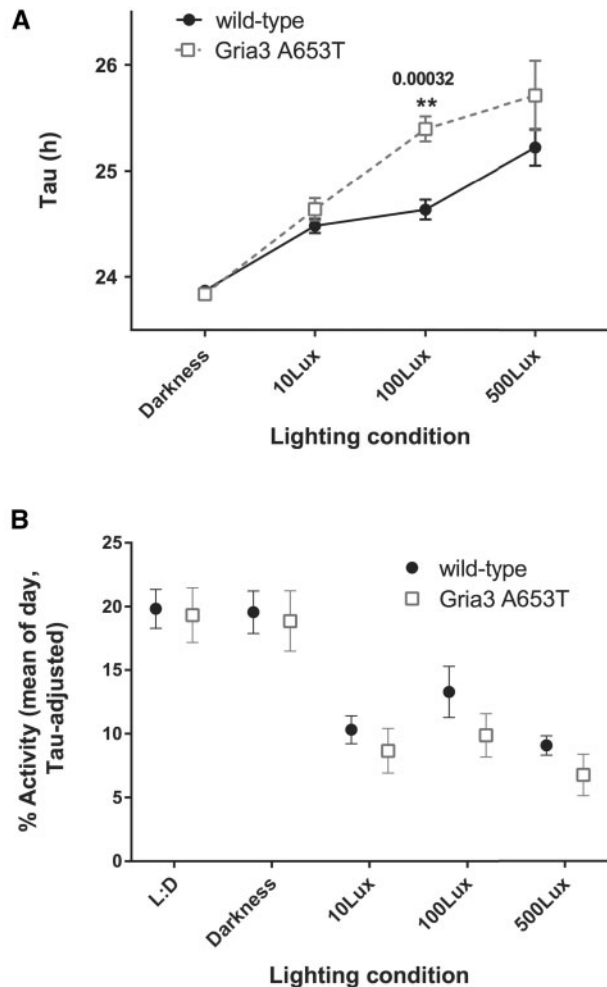 A
wild-type
Gria3 A653T
26
25
24
Tau (h)
0.00032
**
Darkness
10Lux
100Lux
500Lux
Lighting condition
B
25
20
15
10
5
0
% Activity (mean of day,
Tau-adjusted)
wild-type
Gria3 A653T
L:D
Darkness
10Lux
100Lux
500Lux
Lighting condition